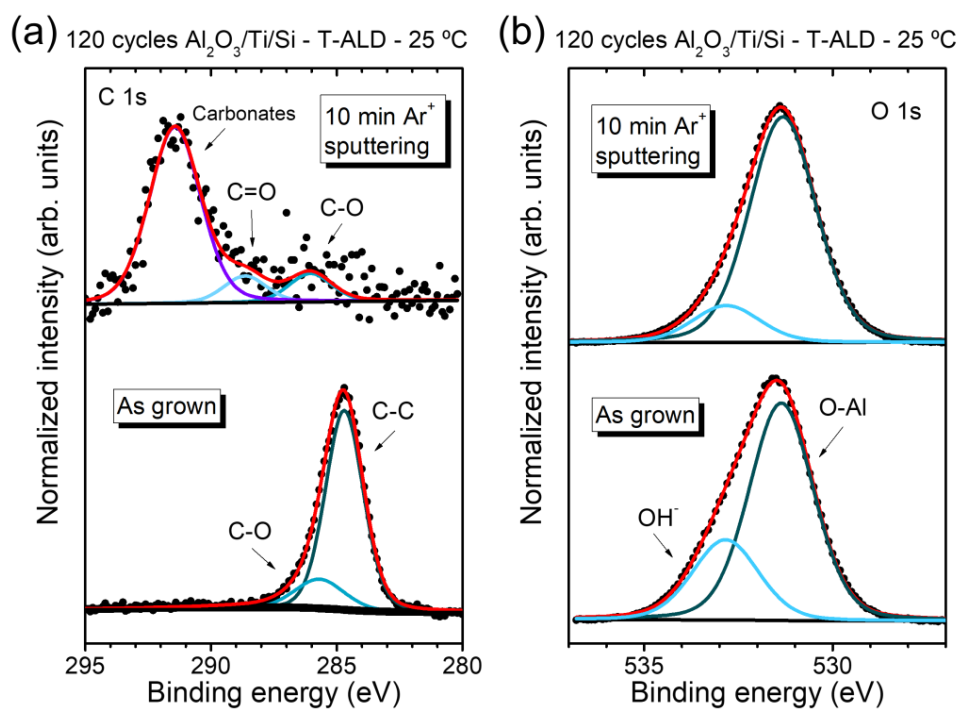 (a) 120 cycles Al₂O₃/Ti/Si - T-ALD - 25 ºC
C 1s
Carbonates
10 min Ar⁺
sputtering
C=O
C-O
As grown
C-C
C-O
Normalized intensity (arb. units)
295 290 285 280
Binding energy (eV)
(b) 120 cycles Al₂O₃/Ti/Si - T-ALD - 25 ºC
10 min Ar⁺
sputtering
O 1s
As grown
O-Al
OH⁻
Normalized intensity (arb. units)
535 530
Binding energy (eV)